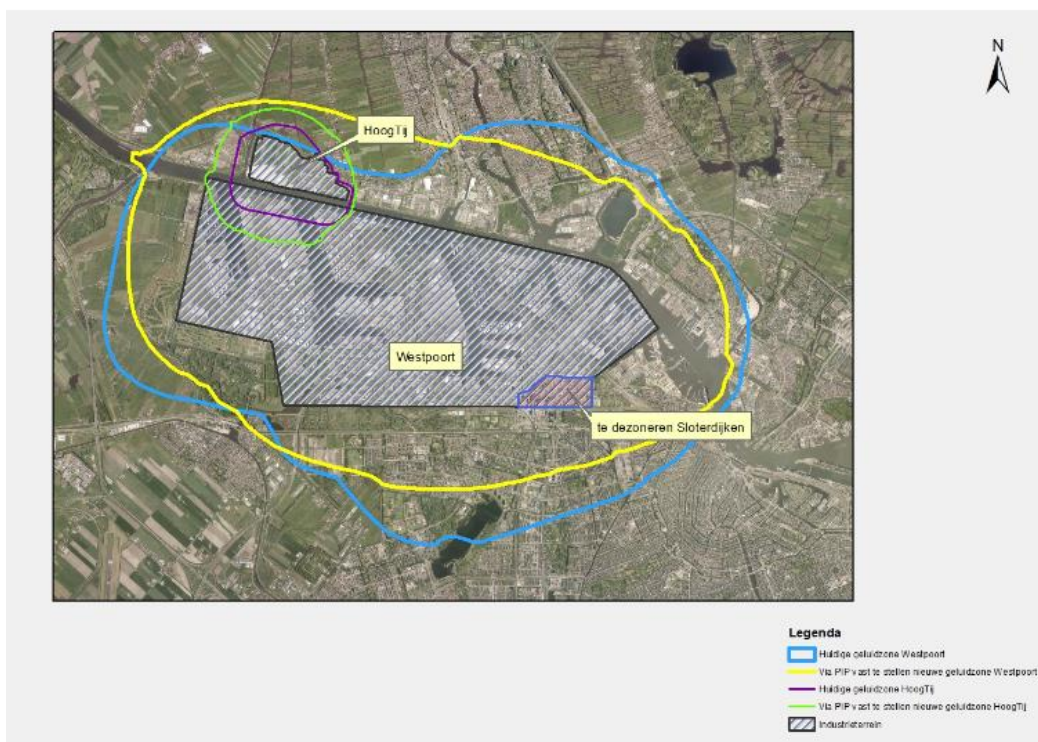 N
HoogTij
Westpoort
te dezoneren Sloterdijken
Legenda
Huidige geluidzone Westpoort
Via PIP vast te stellen nieuwe geluidzone Westpoort
Huidige geluidzone HoogTij
Via PIP vast te stellen nieuwe geluidzone HoogTij
Industrieterrein